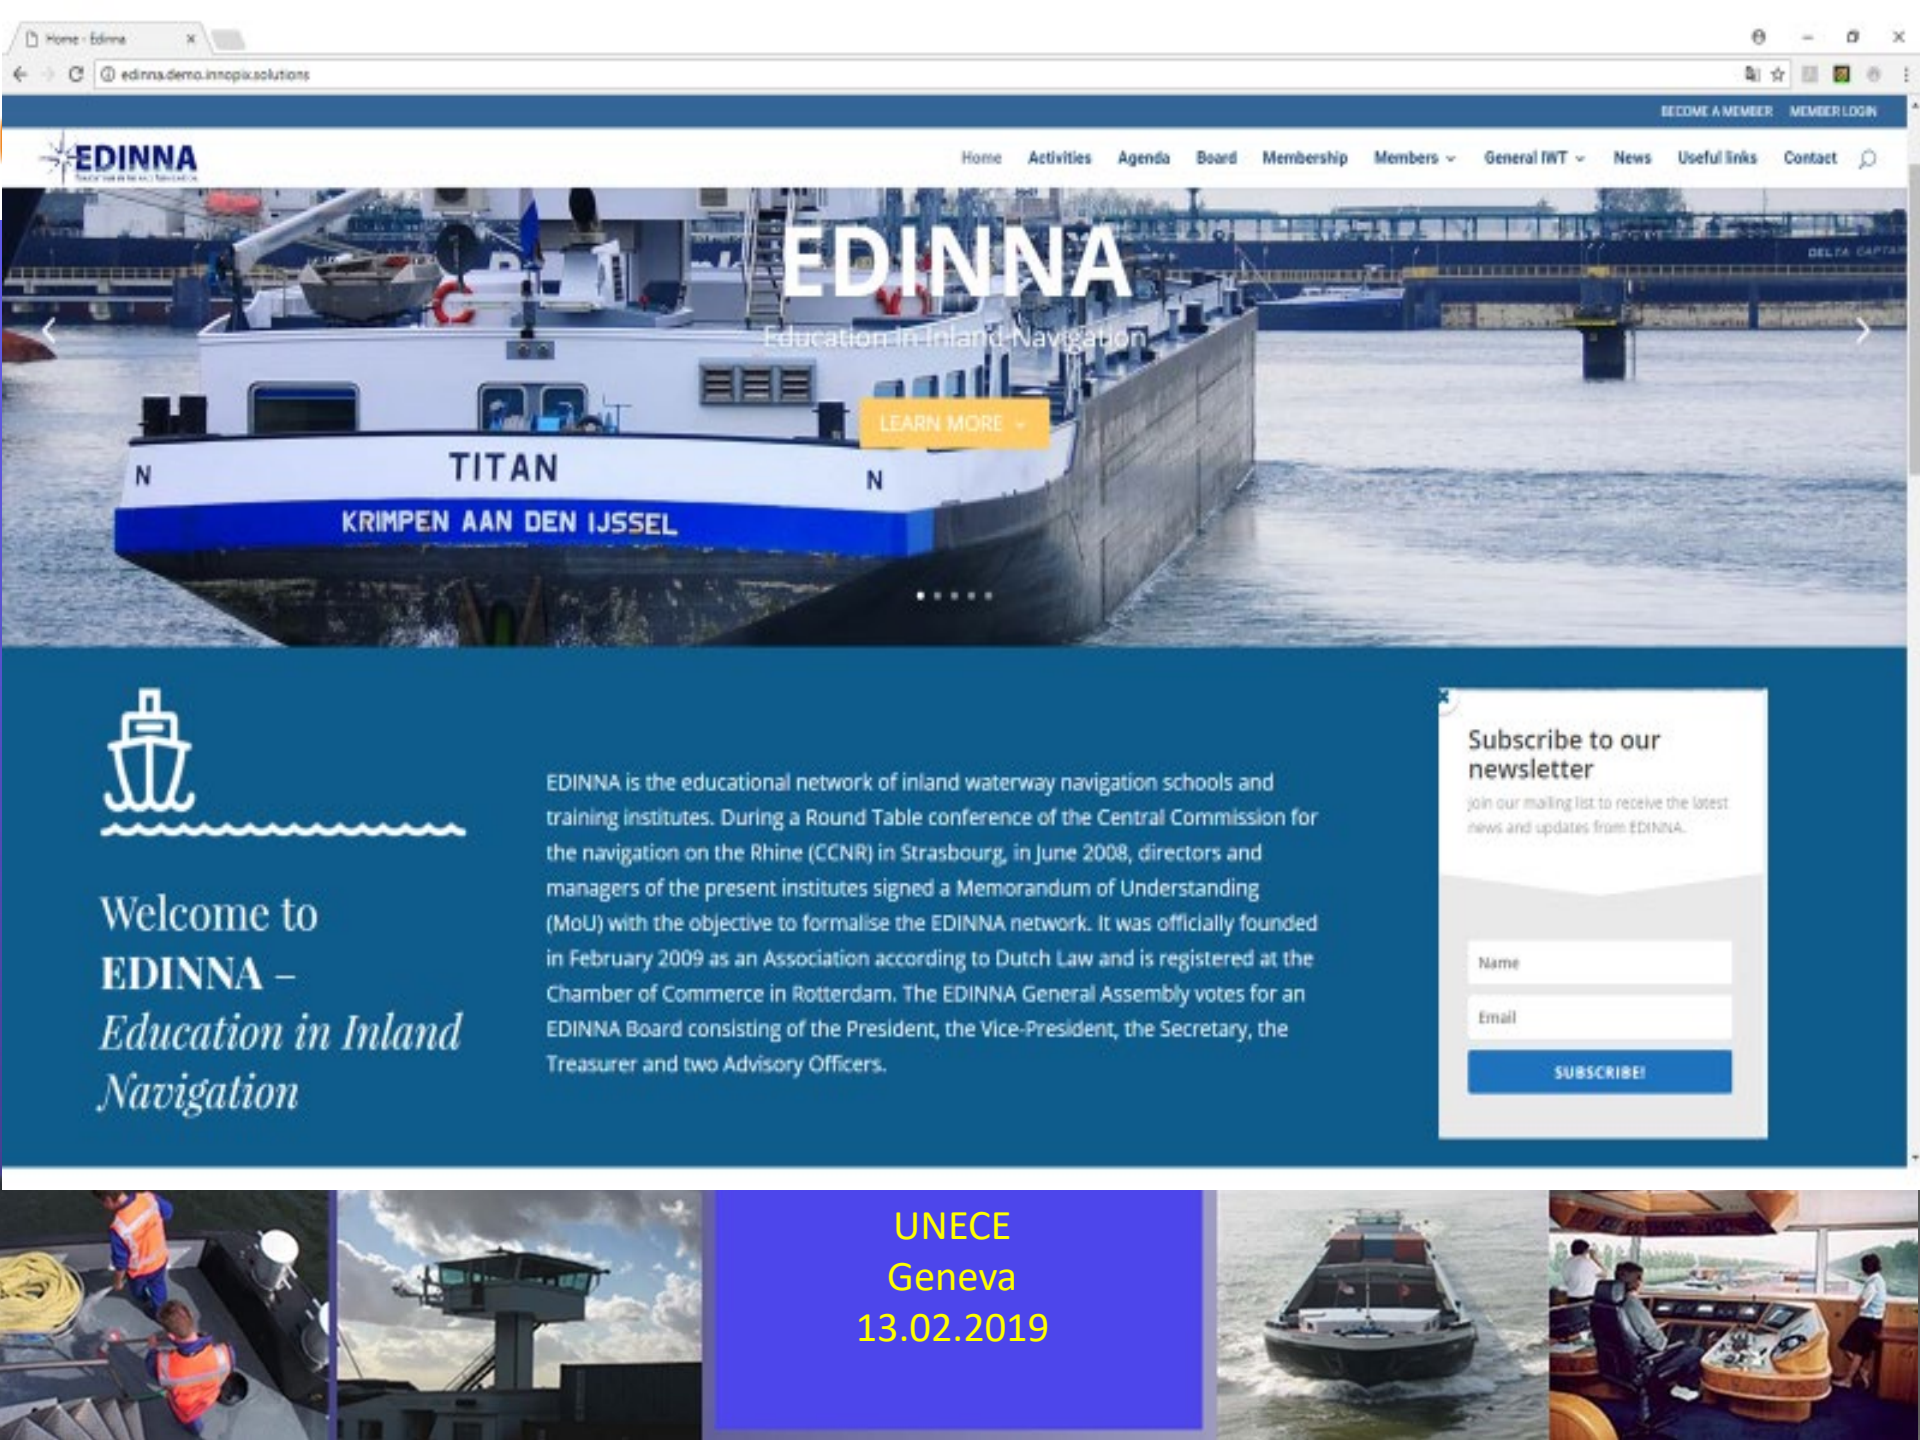 Home - Edinna
edinna.demo.innopix.solutions
BECOME A MEMBER MEMBER LOGIN
EDINNA
Home Activities Agenda Board Membership Members General IWT News Useful links Contact
DELTA CAPTAIN
EDINNA
Education in Inland Navigation
LEARN MORE
N TITAN N
KRIMPEN AAN DEN IJSSEL
Subscribe to our
newsletter
Join our mailing list to receive the latest
news and updates from EDINNA.
Welcome to
EDINNA –
Education in Inland
Navigation
EDINNA is the educational network of inland waterway navigation schools and
training institutes. During a Round Table conference of the Central Commission for
the navigation on the Rhine (CCNR) in Strasbourg, in June 2008, directors and
managers of the present institutes signed a Memorandum of Understanding
(MoU) with the objective to formalise the EDINNA network. It was officially founded
in February 2009 as an Association according to Dutch Law and is registered at the
Chamber of Commerce in Rotterdam. The EDINNA General Assembly votes for an
EDINNA Board consisting of the President, the Vice-President, the Secretary, the
Treasurer and two Advisory Officers.
Name
Email
SUBSCRIBE!
UNECE
Geneva
13.02.2019